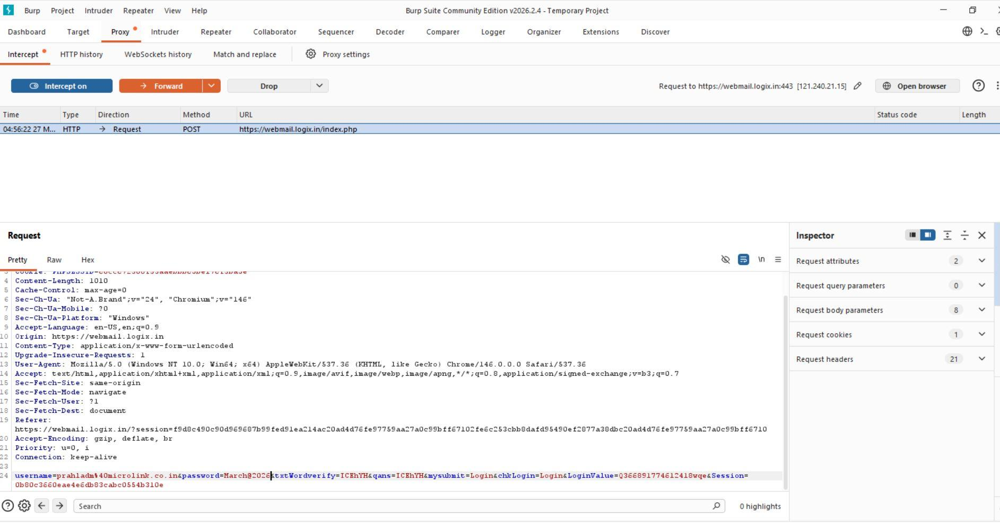 Burp Project Intruder Repeater View Help
Burp Suite Community Edition v2026.2.4 - Temporary Project
Dashboard Target Proxy Intruder Repeater Collaborator Sequencer Decoder Comparer Logger Organizer Extensions Discover
Intercept HTTP history WebSockets history Match and replace Proxy settings
Intercept on Forward Drop Request to https://webmail.logix.in:443 [121.240.21.15] Open browser
Time Type Direction Method URL Status code Length
04:56:22 27 M... HTTP → Request POST https://webmail.logix.in/index.php
Request
Inspector
Pretty Raw Hex \n
Request attributes 2
Request query parameters 0
Request body parameters 8
Request cookies 1
Request headers 21
4 Content-Length: 1010
5 Cache-Control: max-age=0
6 Sec-Ch-Ua: "Not-A.Brand";v="24", "Chromium";v="146"
7 Sec-Ch-Ua-Mobile: ?0
8 Sec-Ch-Ua-Platform: "Windows"
9 Accept-Language: en-US,en;q=0.9
10 Origin: https://webmail.logix.in
11 Content-Type: application/x-www-form-urlencoded
12 Upgrade-Insecure-Requests: 1
13 User-Agent: Mozilla/5.0 (Windows NT 10.0; Win64; x64) AppleWebKit/537.36 (KHTML, like Gecko) Chrome/146.0.0.0 Safari/537.36
14 Accept: text/html,application/xhtml+xml,application/xml;q=0.9,image/avif,image/webp,image/apng,*/*;q=0.8,application/signed-exchange;v=b3;q=0.7
15 Sec-Fetch-Site: same-origin
16 Sec-Fetch-Mode: navigate
17 Sec-Fetch-User: ?1
18 Sec-Fetch-Dest: document
19 Referer:
https://webmail.logix.in/?session=f9d8c490c90d969687b99fed91ea214ac20ad4d76fe97759aa27a0c99bff67102fe6c253cbb8dafd95490ef2877a38dbc20ad4d76fe97759aa27a0c99bff6710
20 Accept-Encoding: gzip, deflate, br
21 Priority: u=0, i
22 Connection: keep-alive
23
24 username=prahladm%40microlink.co.in&password=March@2026&txtWordverify=ICEhYH&qans=ICEhYH&mysubmit=Login&chkLogin=Login&LoginValue=Q366891774612418wqe&Session=
0b80c3660eae4e6db83cabc0554b310e
Search 0 highlights